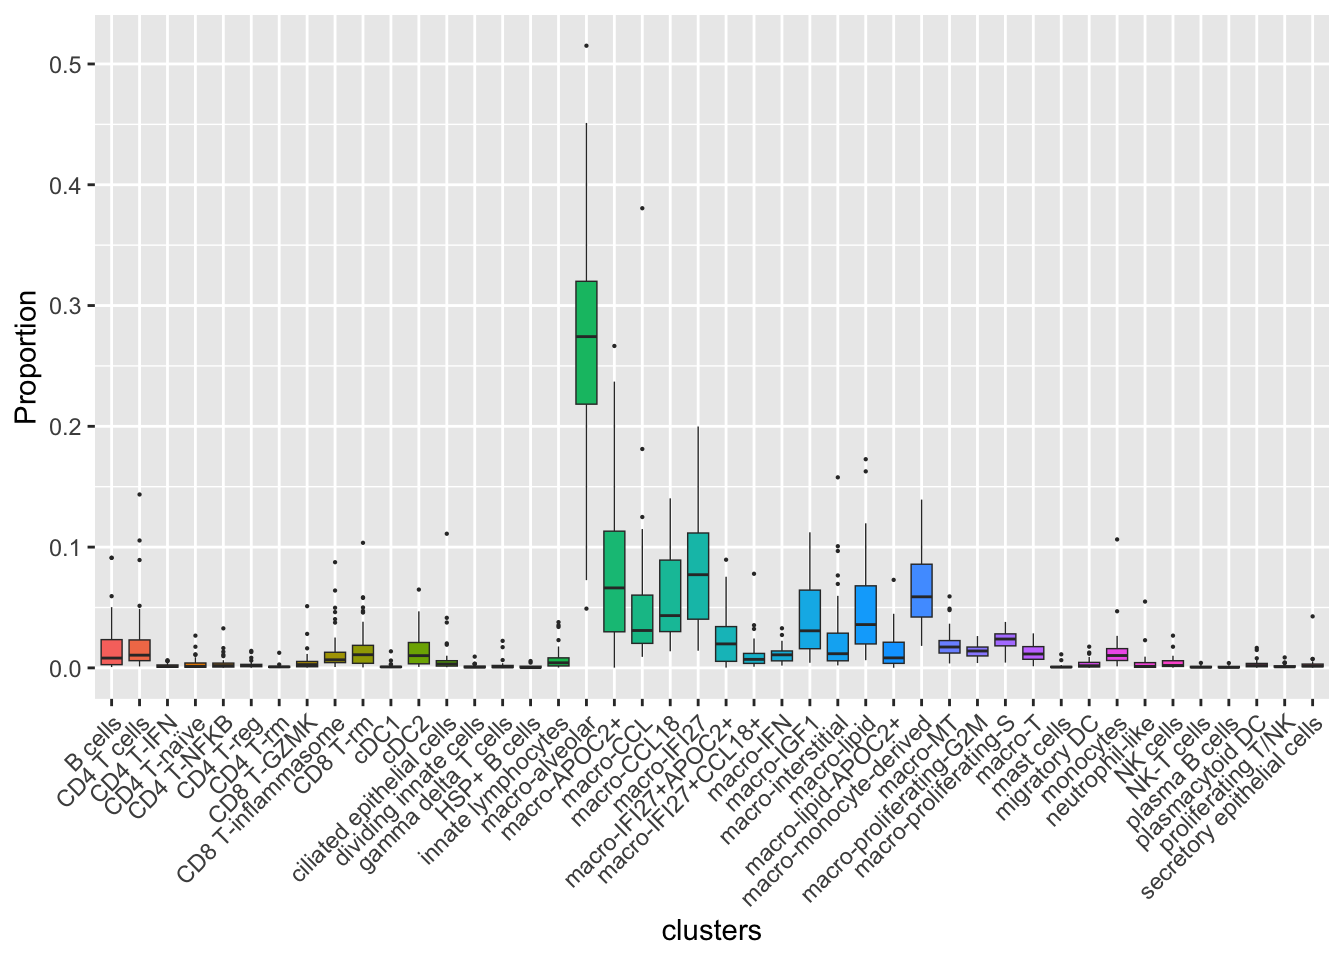 0.5
0.4
0.3
0.2
0.1
0.0
Proportion
B cells
CD4 T cells
CD4 T-IFN
CD4 T-naïve
CD4 T-NFKB
CD4 T-reg
CD4 T-rm
CD8 T-GZMK
CD8 T-inflammasome
CD8 T-rm
cDC1
cDC2
ciliated epithelial cells
dividing innate cells
gamma delta T cells
HSP+ B cells
innate lymphocytes
macro-alveolar
macro-APOC2+
macro-CCL
macro-CCL18
macro-IFI27
macro-IFI27+APOC2+
macro-IFI27+CCL18+
macro-IFN
macro-IGF1
macro-interstitial
macro-lipid
macro-lipid-APOC2+
macro-monocyte-derived
macro-MT
macro-proliferating-G2M
macro-proliferating-S
macro-T
mast cells
migratory DC
monocytes
neutrophil-like
NK cells
NK-T cells
plasma B cells
plasmacytoid DC
proliferating T/NK
secretory epithelial cells
clusters